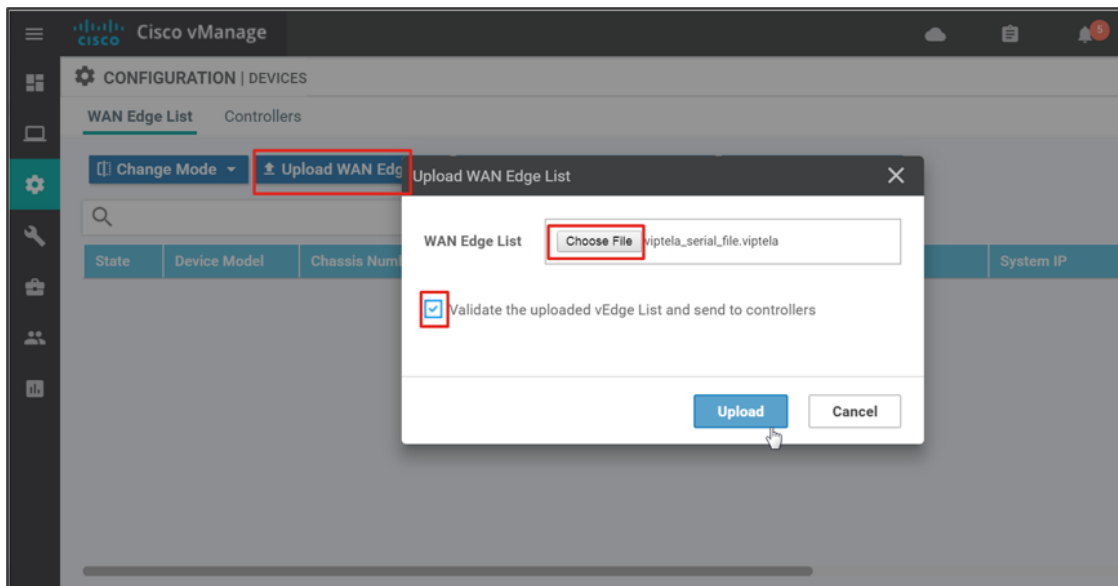 cisco Cisco vManage 5
CONFIGURATION | DEVICES
WAN Edge List Controllers
Change Mode Upload WAN Edg
Upload WAN Edge List
WAN Edge List Choose File viptela_serial_file.viptela
State Device Model Chassis Num System IP
Validate the uploaded vEdge List and send to controllers
Upload Cancel